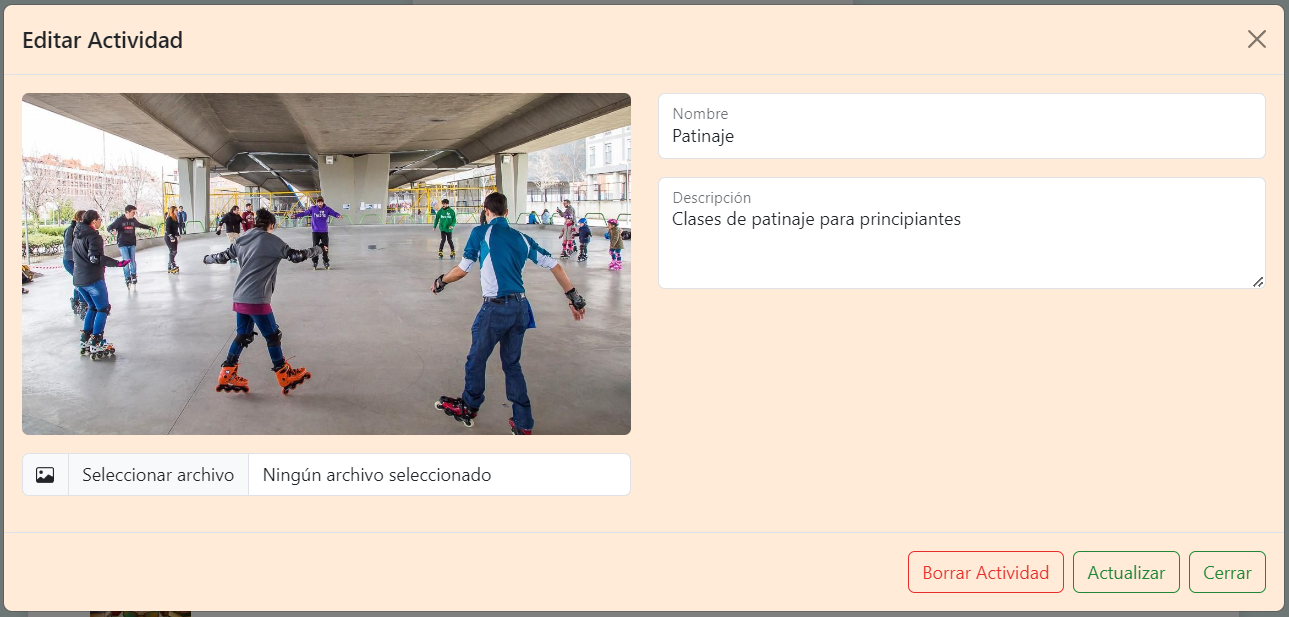 Editar Actividad
Nombre
Patinaje
Descripción
Clases de patinaje para principiantes
Seleccionar archivo
Ningún archivo seleccionado
Borrar Actividad
Actualizar
Cerrar